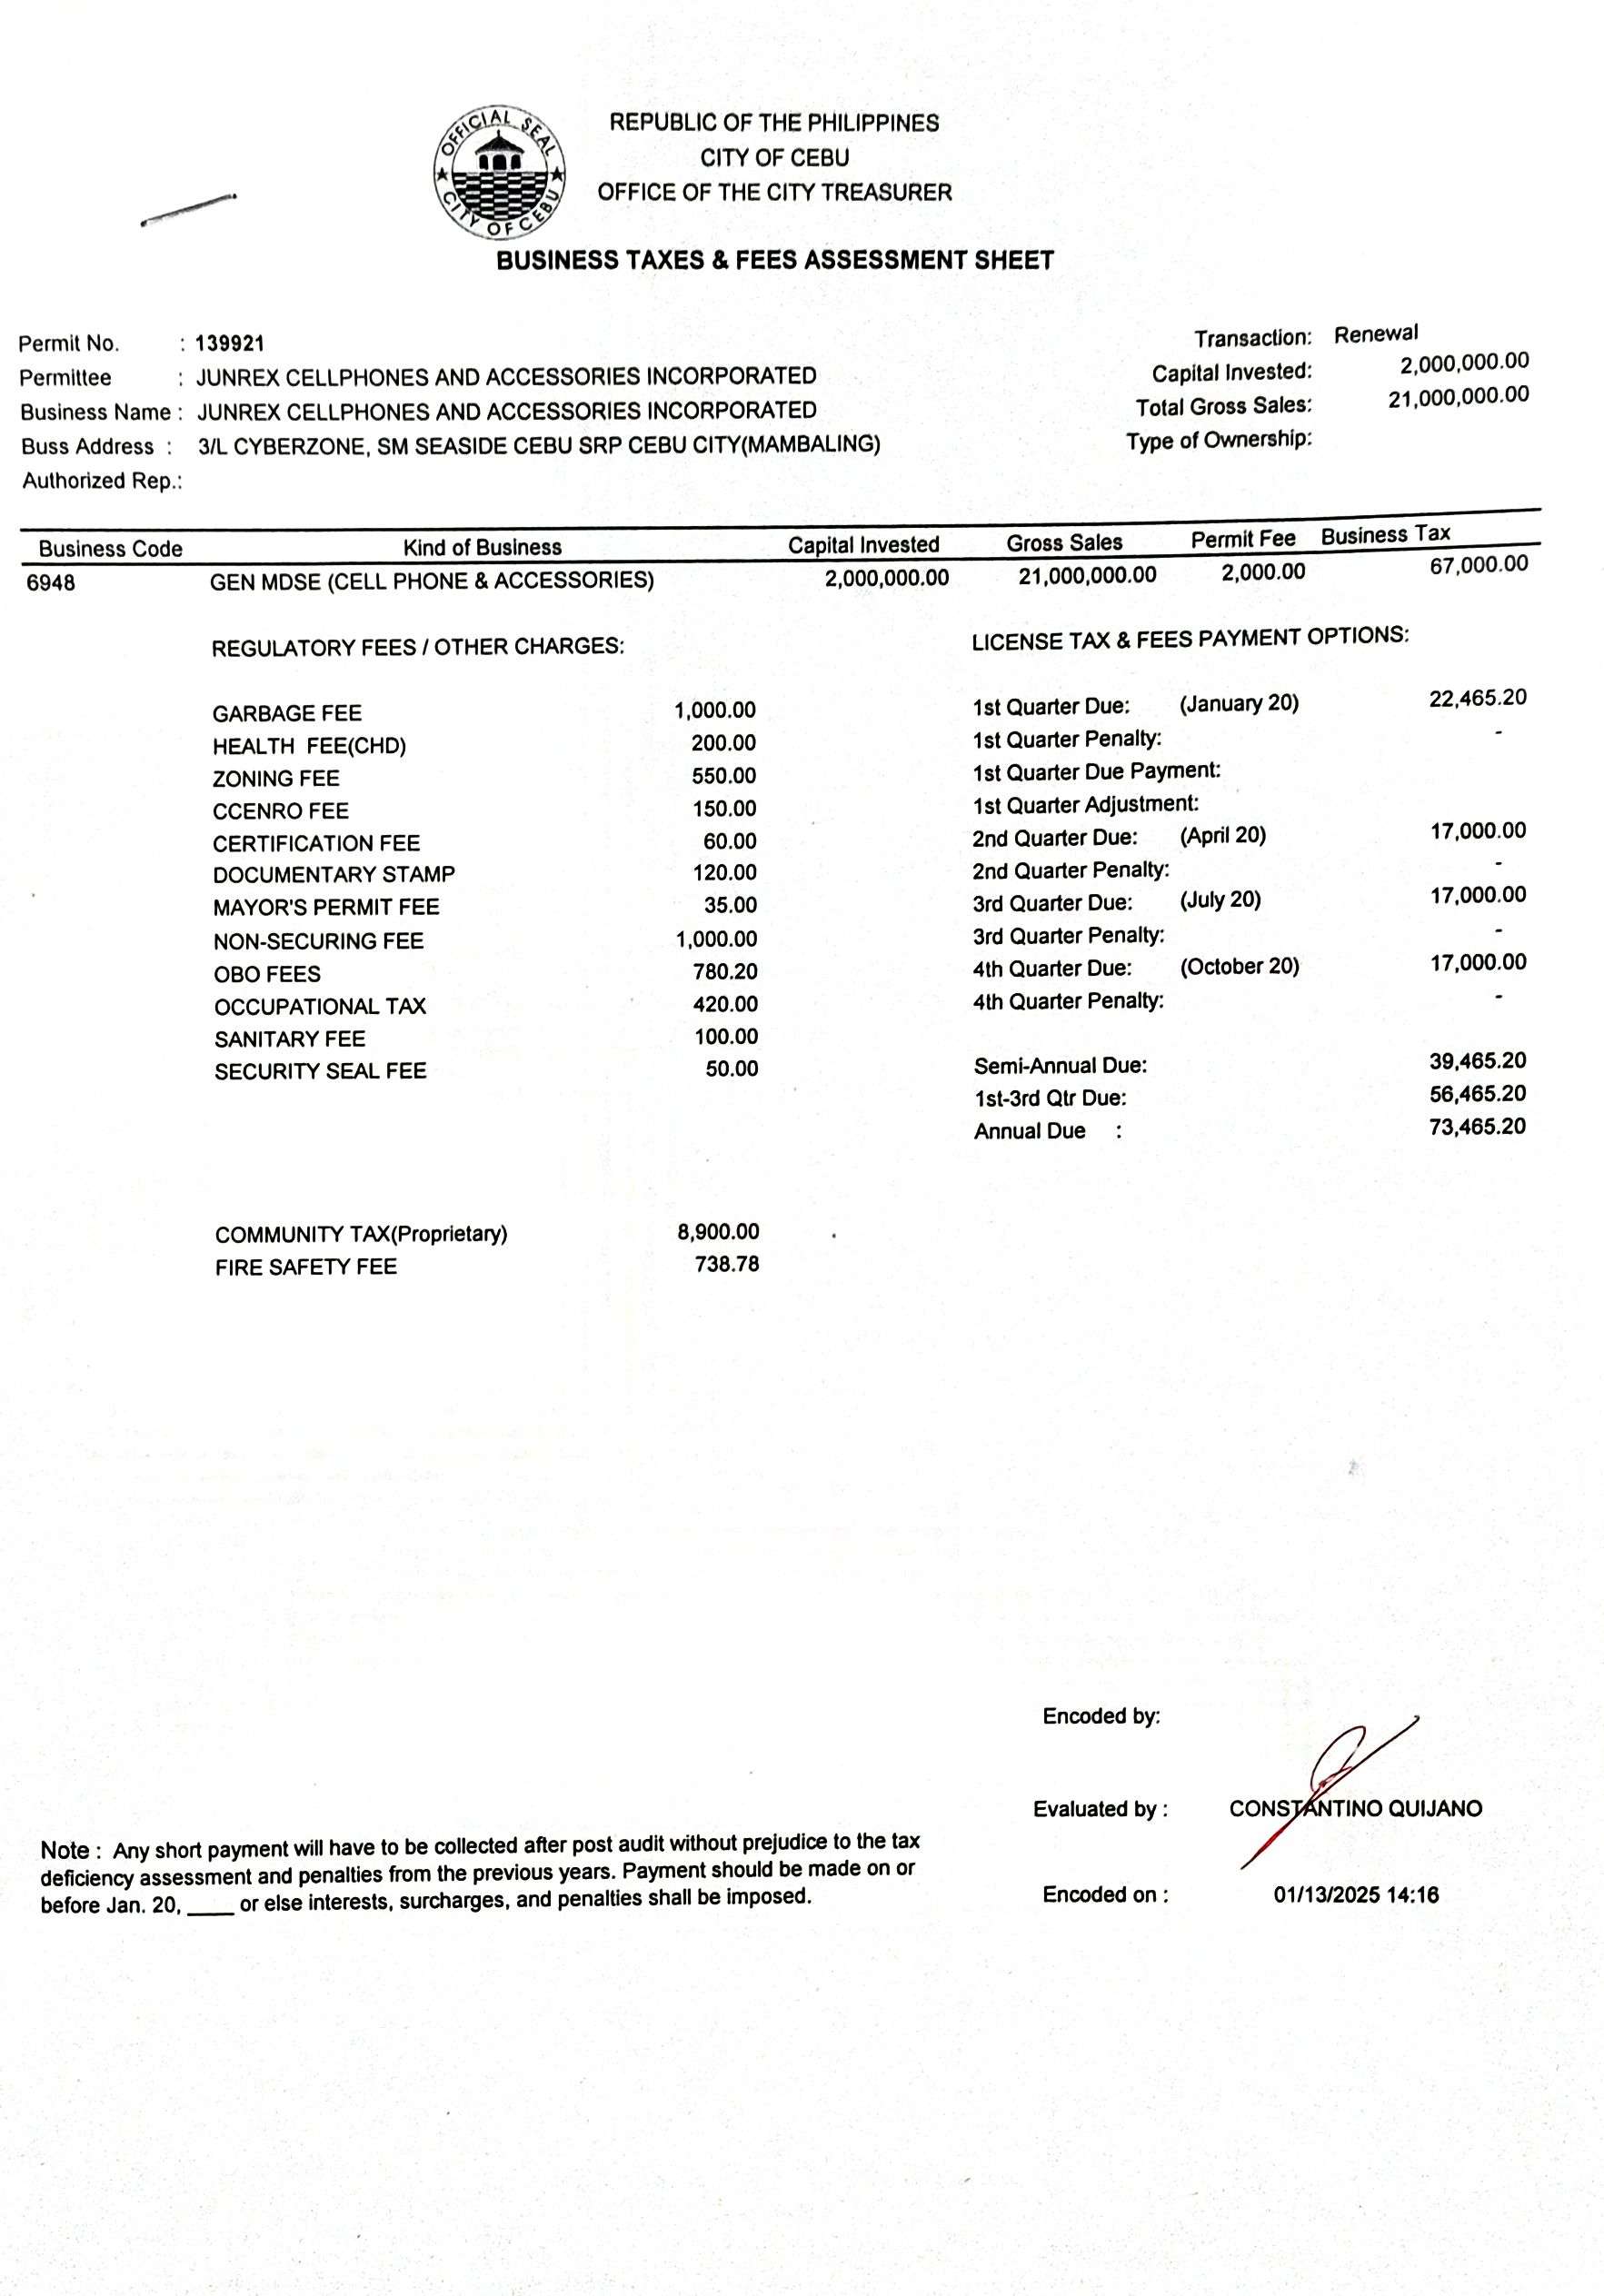 OFFICIAL SEAL
CITY OF CEBU
REPUBLIC OF THE PHILIPPINES
CITY OF CEBU
OFFICE OF THE CITY TREASURER
BUSINESS TAXES & FEES ASSESSMENT SHEET
Permit No. : 139921 Transaction: Renewal
Permittee : JUNREX CELLPHONES AND ACCESSORIES INCORPORATED Capital Invested: 2,000,000.00
Business Name : JUNREX CELLPHONES AND ACCESSORIES INCORPORATED Total Gross Sales: 21,000,000.00
Buss Address : 3/L CYBERZONE, SM SEASIDE CEBU SRP CEBU CITY(MAMBALING) Type of Ownership:
Authorized Rep.:
Business Code Kind of Business Capital Invested Gross Sales Permit Fee Business Tax
6948 GEN MDSE (CELL PHONE & ACCESSORIES) 2,000,000.00 21,000,000.00 2,000.00 67,000.00
REGULATORY FEES / OTHER CHARGES:
GARBAGE FEE 1,000.00
HEALTH FEE(CHD) 200.00
ZONING FEE 550.00
CCENRO FEE 150.00
CERTIFICATION FEE 60.00
DOCUMENTARY STAMP 120.00
MAYOR'S PERMIT FEE 35.00
NON-SECURING FEE 1,000.00
OBO FEES 780.20
OCCUPATIONAL TAX 420.00
SANITARY FEE 100.00
SECURITY SEAL FEE 50.00
COMMUNITY TAX(Proprietary) 8,900.00
FIRE SAFETY FEE 738.78
LICENSE TAX & FEES PAYMENT OPTIONS:
1st Quarter Due: (January 20) 22,465.20
1st Quarter Penalty: -
1st Quarter Due Payment:
1st Quarter Adjustment:
2nd Quarter Due: (April 20) 17,000.00
2nd Quarter Penalty: -
3rd Quarter Due: (July 20) 17,000.00
3rd Quarter Penalty: -
4th Quarter Due: (October 20) 17,000.00
4th Quarter Penalty: -
Semi-Annual Due: 39,465.20
1st-3rd Qtr Due: 56,465.20
Annual Due : 73,465.20
Encoded by:
Evaluated by : CONSTANTINO QUIJANO
Encoded on : 01/13/2025 14:16
Note : Any short payment will have to be collected after post audit without prejudice to the tax
deficiency assessment and penalties from the previous years. Payment should be made on or
before Jan. 20, ____ or else interests, surcharges, and penalties shall be imposed.